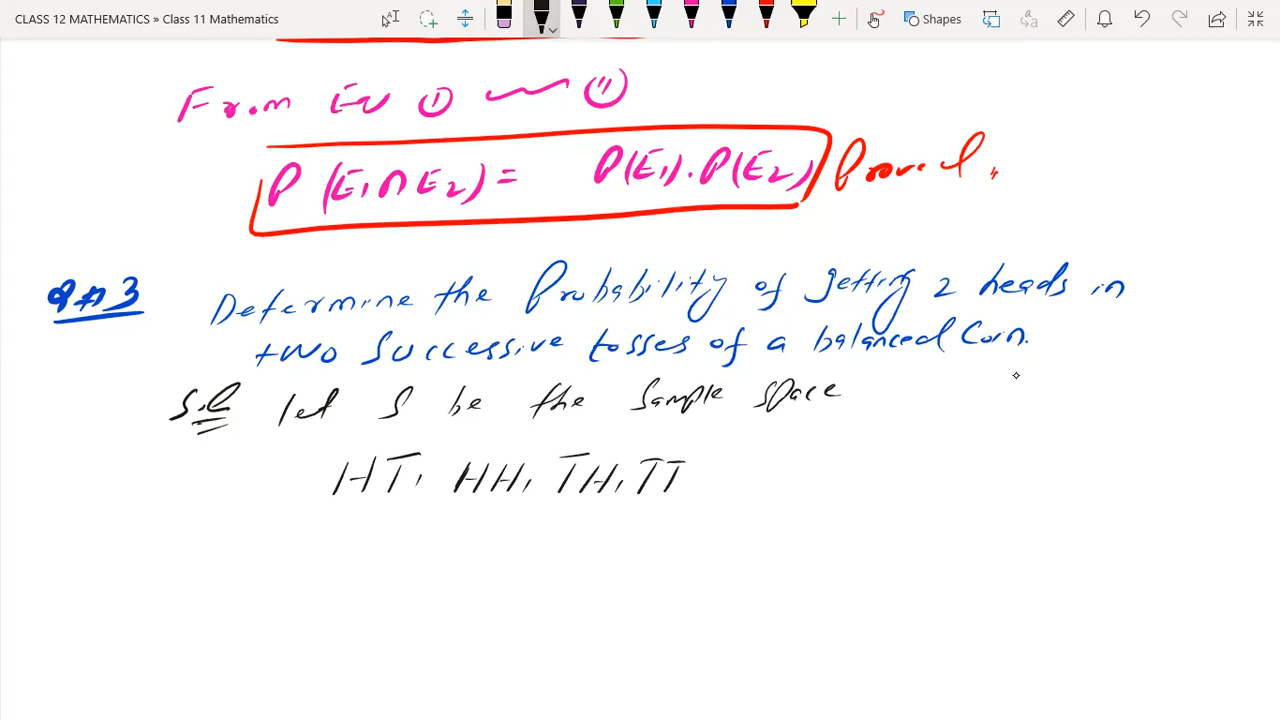 CLASS 12 MATHEMATICS » Class 11 Mathematics
Shapes
From Eq ① ~ ②
P(E₁∩E₂) = P(E₁).P(E₂) Proved
Q#3 Determine the Probability of getting 2 heads in
two successive tosses of a balanced Coin.
Sol let S be the Sample space
HT, HH, TH, TT